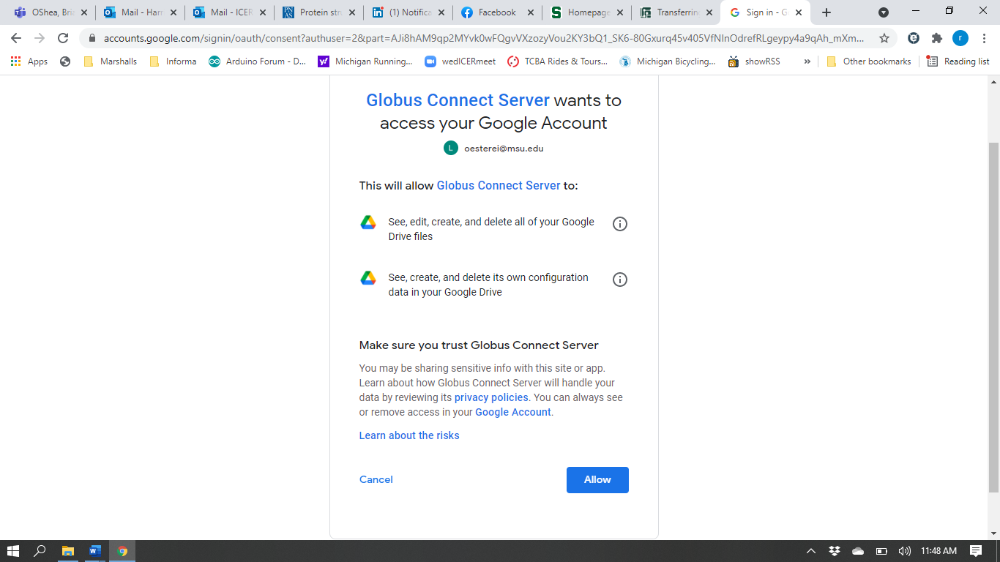 OShea, Bria
Mail - Harr
Mail - ICER
Protein str
(1) Notifica
Facebook
Homepage
Transferrin
Sign in - G
accounts.google.com/signin/oauth/consent?authuser=2&part=AJi8hAM9qp2MYvk0wFQgvVXzozyVou2KY3bQ1_SK6-80Gxurq45v405VfNlnOdrefRLgeypy4a9qAh_mXm...
r
Apps
Marshalls
Informa
Arduino Forum - D...
Michigan Running...
wedICERmeet
TCBA Rides & Tours...
Michigan Bicycling...
showRSS
»
Other bookmarks
Reading list
Globus Connect Server wants to
access your Google Account
L
oesterei@msu.edu
This will allow Globus Connect Server to:
See, edit, create, and delete all of your Google
Drive files
See, create, and delete its own configuration
data in your Google Drive
Make sure you trust Globus Connect Server
You may be sharing sensitive info with this site or app.
Learn about how Globus Connect Server will handle your
data by reviewing its privacy policies. You can always see
or remove access in your Google Account.
Learn about the risks
Cancel
Allow
11:48 AM